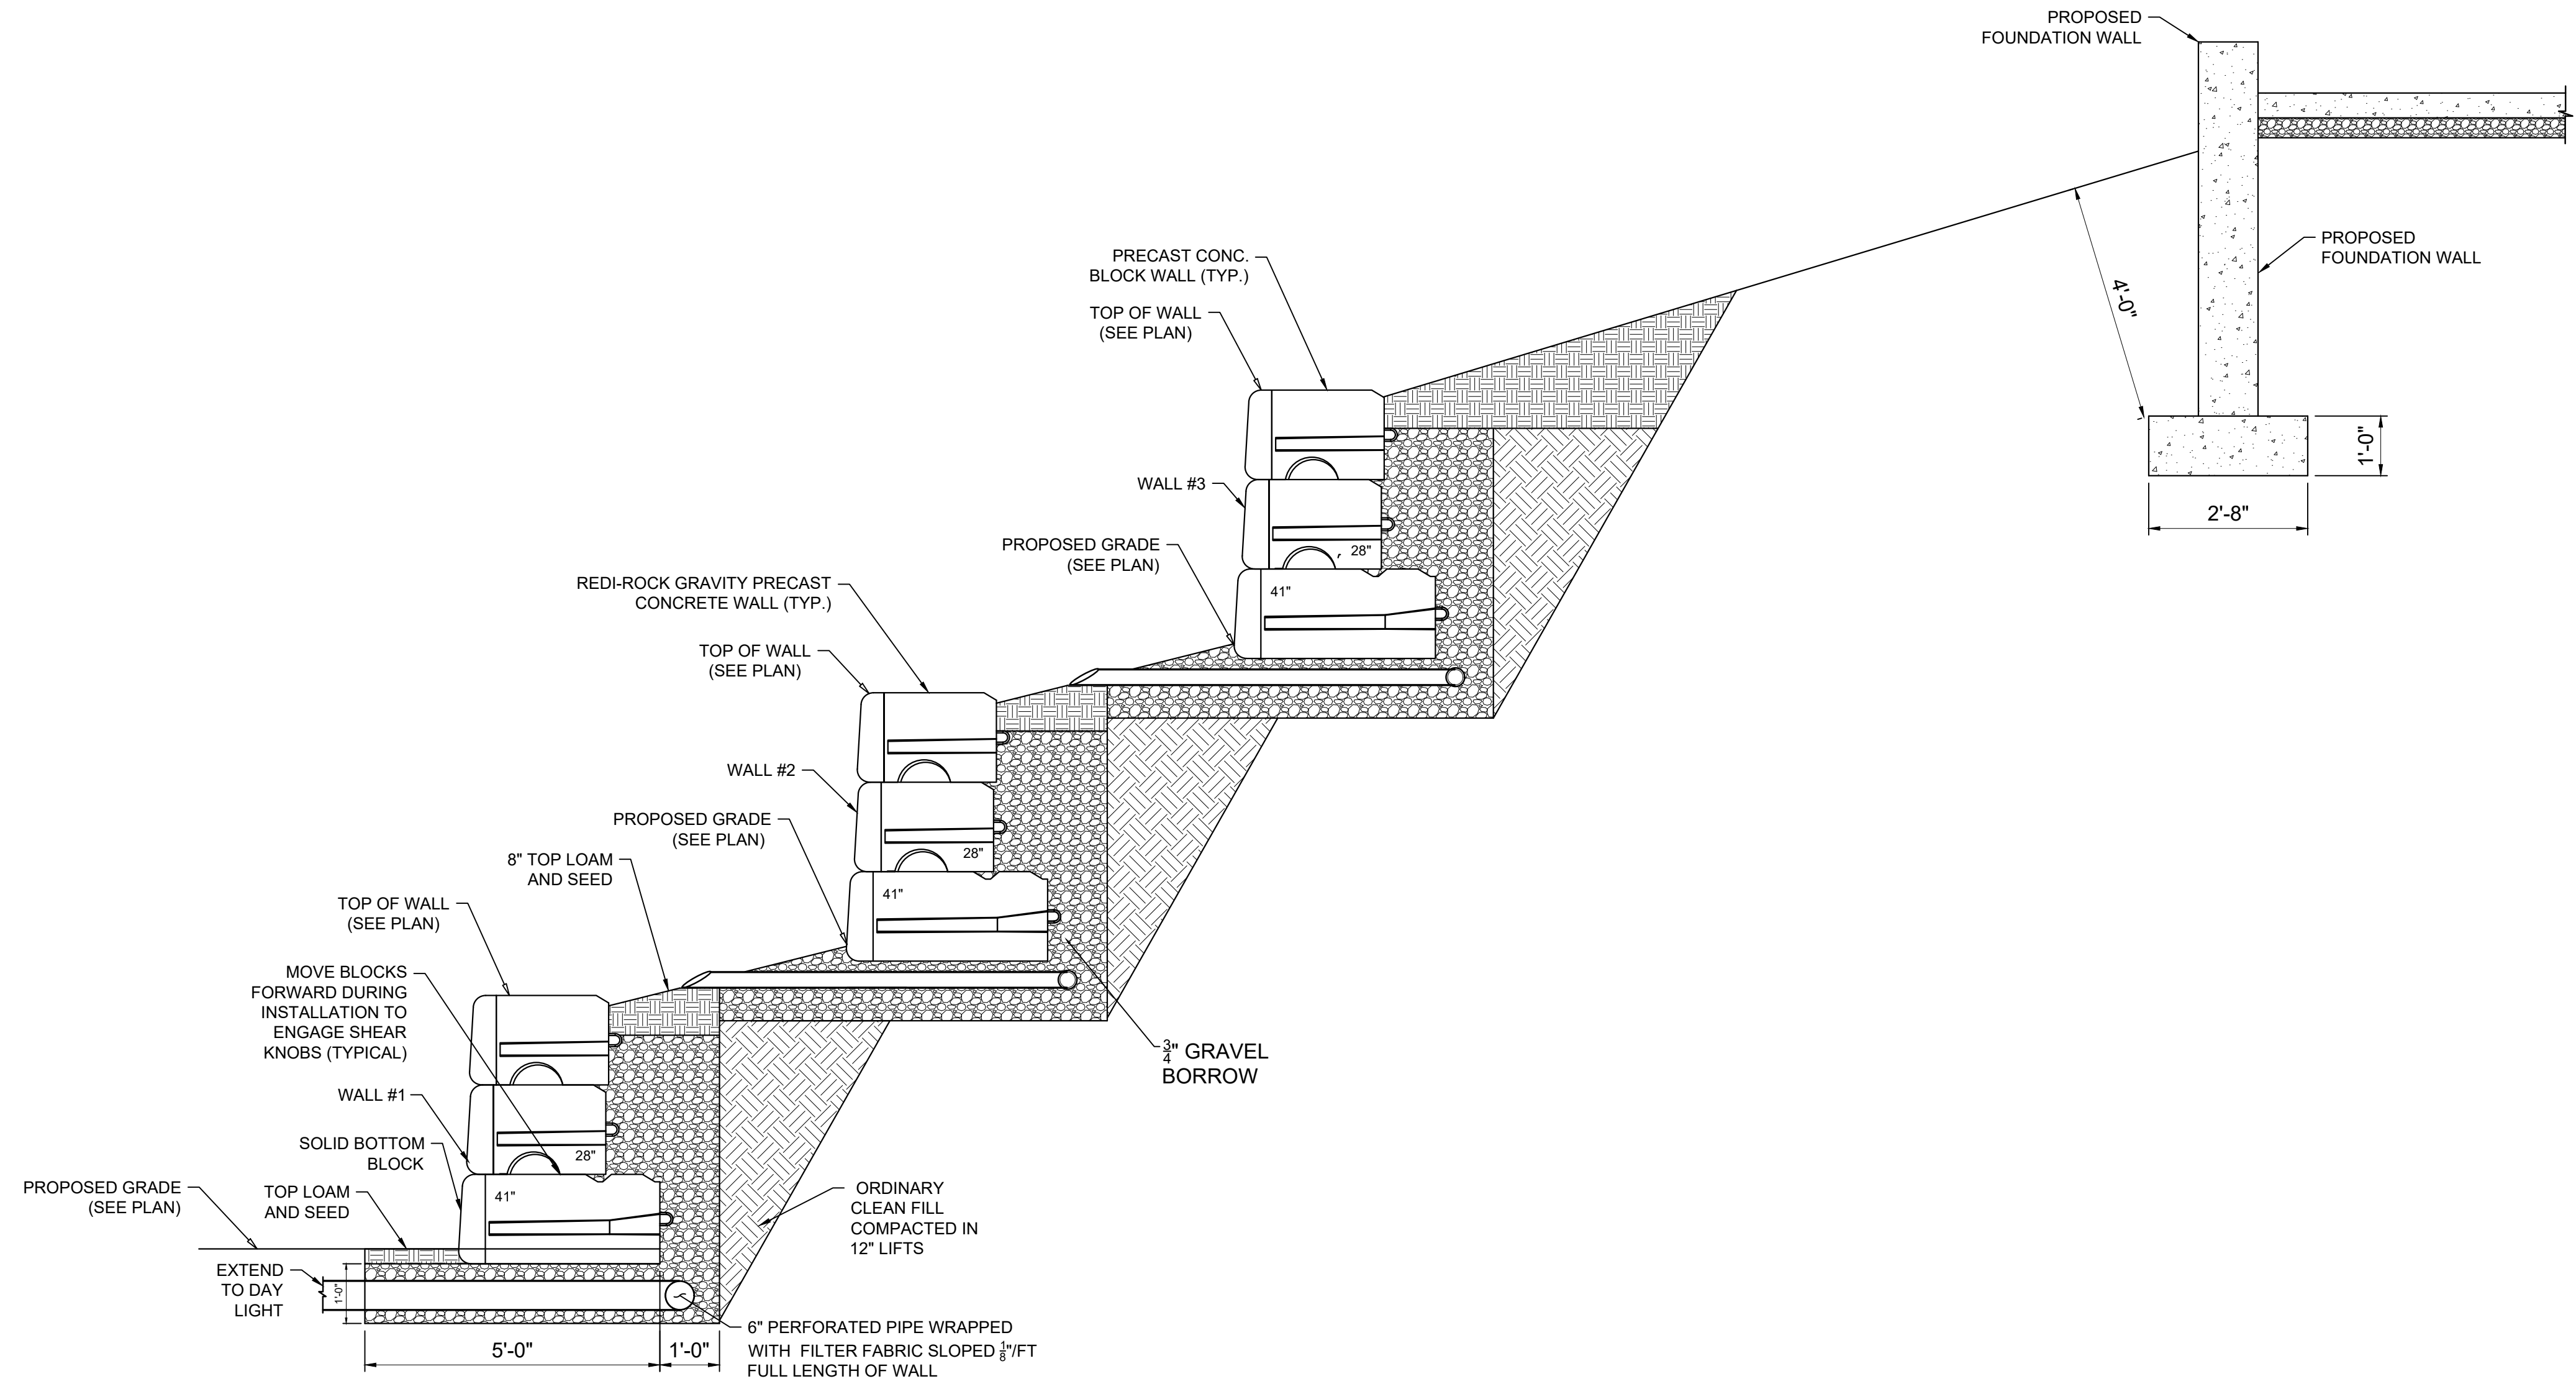 PROPOSED
FOUNDATION WALL
PROPOSED
FOUNDATION WALL
4'-0"
1'-0"
2'-8"
PRECAST CONC.
BLOCK WALL (TYP.)
TOP OF WALL
(SEE PLAN)
WALL #3
28"
PROPOSED GRADE
(SEE PLAN)
41"
REDI-ROCK GRAVITY PRECAST
CONCRETE WALL (TYP.)
TOP OF WALL
(SEE PLAN)
WALL #2
28"
PROPOSED GRADE
(SEE PLAN)
41"
8" TOP LOAM
AND SEED
TOP OF WALL
(SEE PLAN)
MOVE BLOCKS
FORWARD DURING
INSTALLATION TO
ENGAGE SHEAR
KNOBS (TYPICAL)
3/4" GRAVEL
BORROW
WALL #1
28"
SOLID BOTTOM
BLOCK
41"
PROPOSED GRADE
(SEE PLAN)
TOP LOAM
AND SEED
ORDINARY
CLEAN FILL
COMPACTED IN
12" LIFTS
EXTEND
TO DAY
LIGHT
1'-0"
6" PERFORATED PIPE WRAPPED
WITH FILTER FABRIC SLOPED 1/8"/FT
FULL LENGTH OF WALL
5'-0"
1'-0"